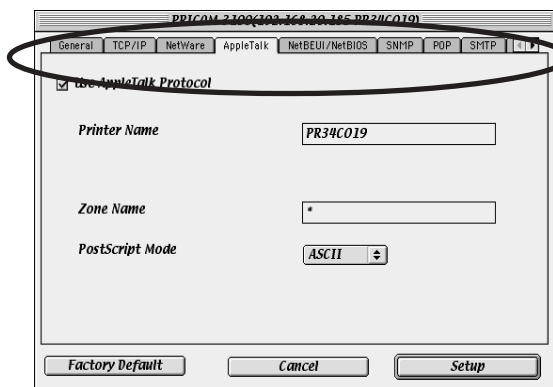 PRICOM 3100(192.168.20.185 PR34C019)
General TCP/IP NetWare AppleTalk NetBEUI/NetBIOS SNMP POP SMTP
Use AppleTalk Protocol
Printer Name PR34C019
Zone Name *
PostScript Mode ASCII
Factory Default Cancel Setup